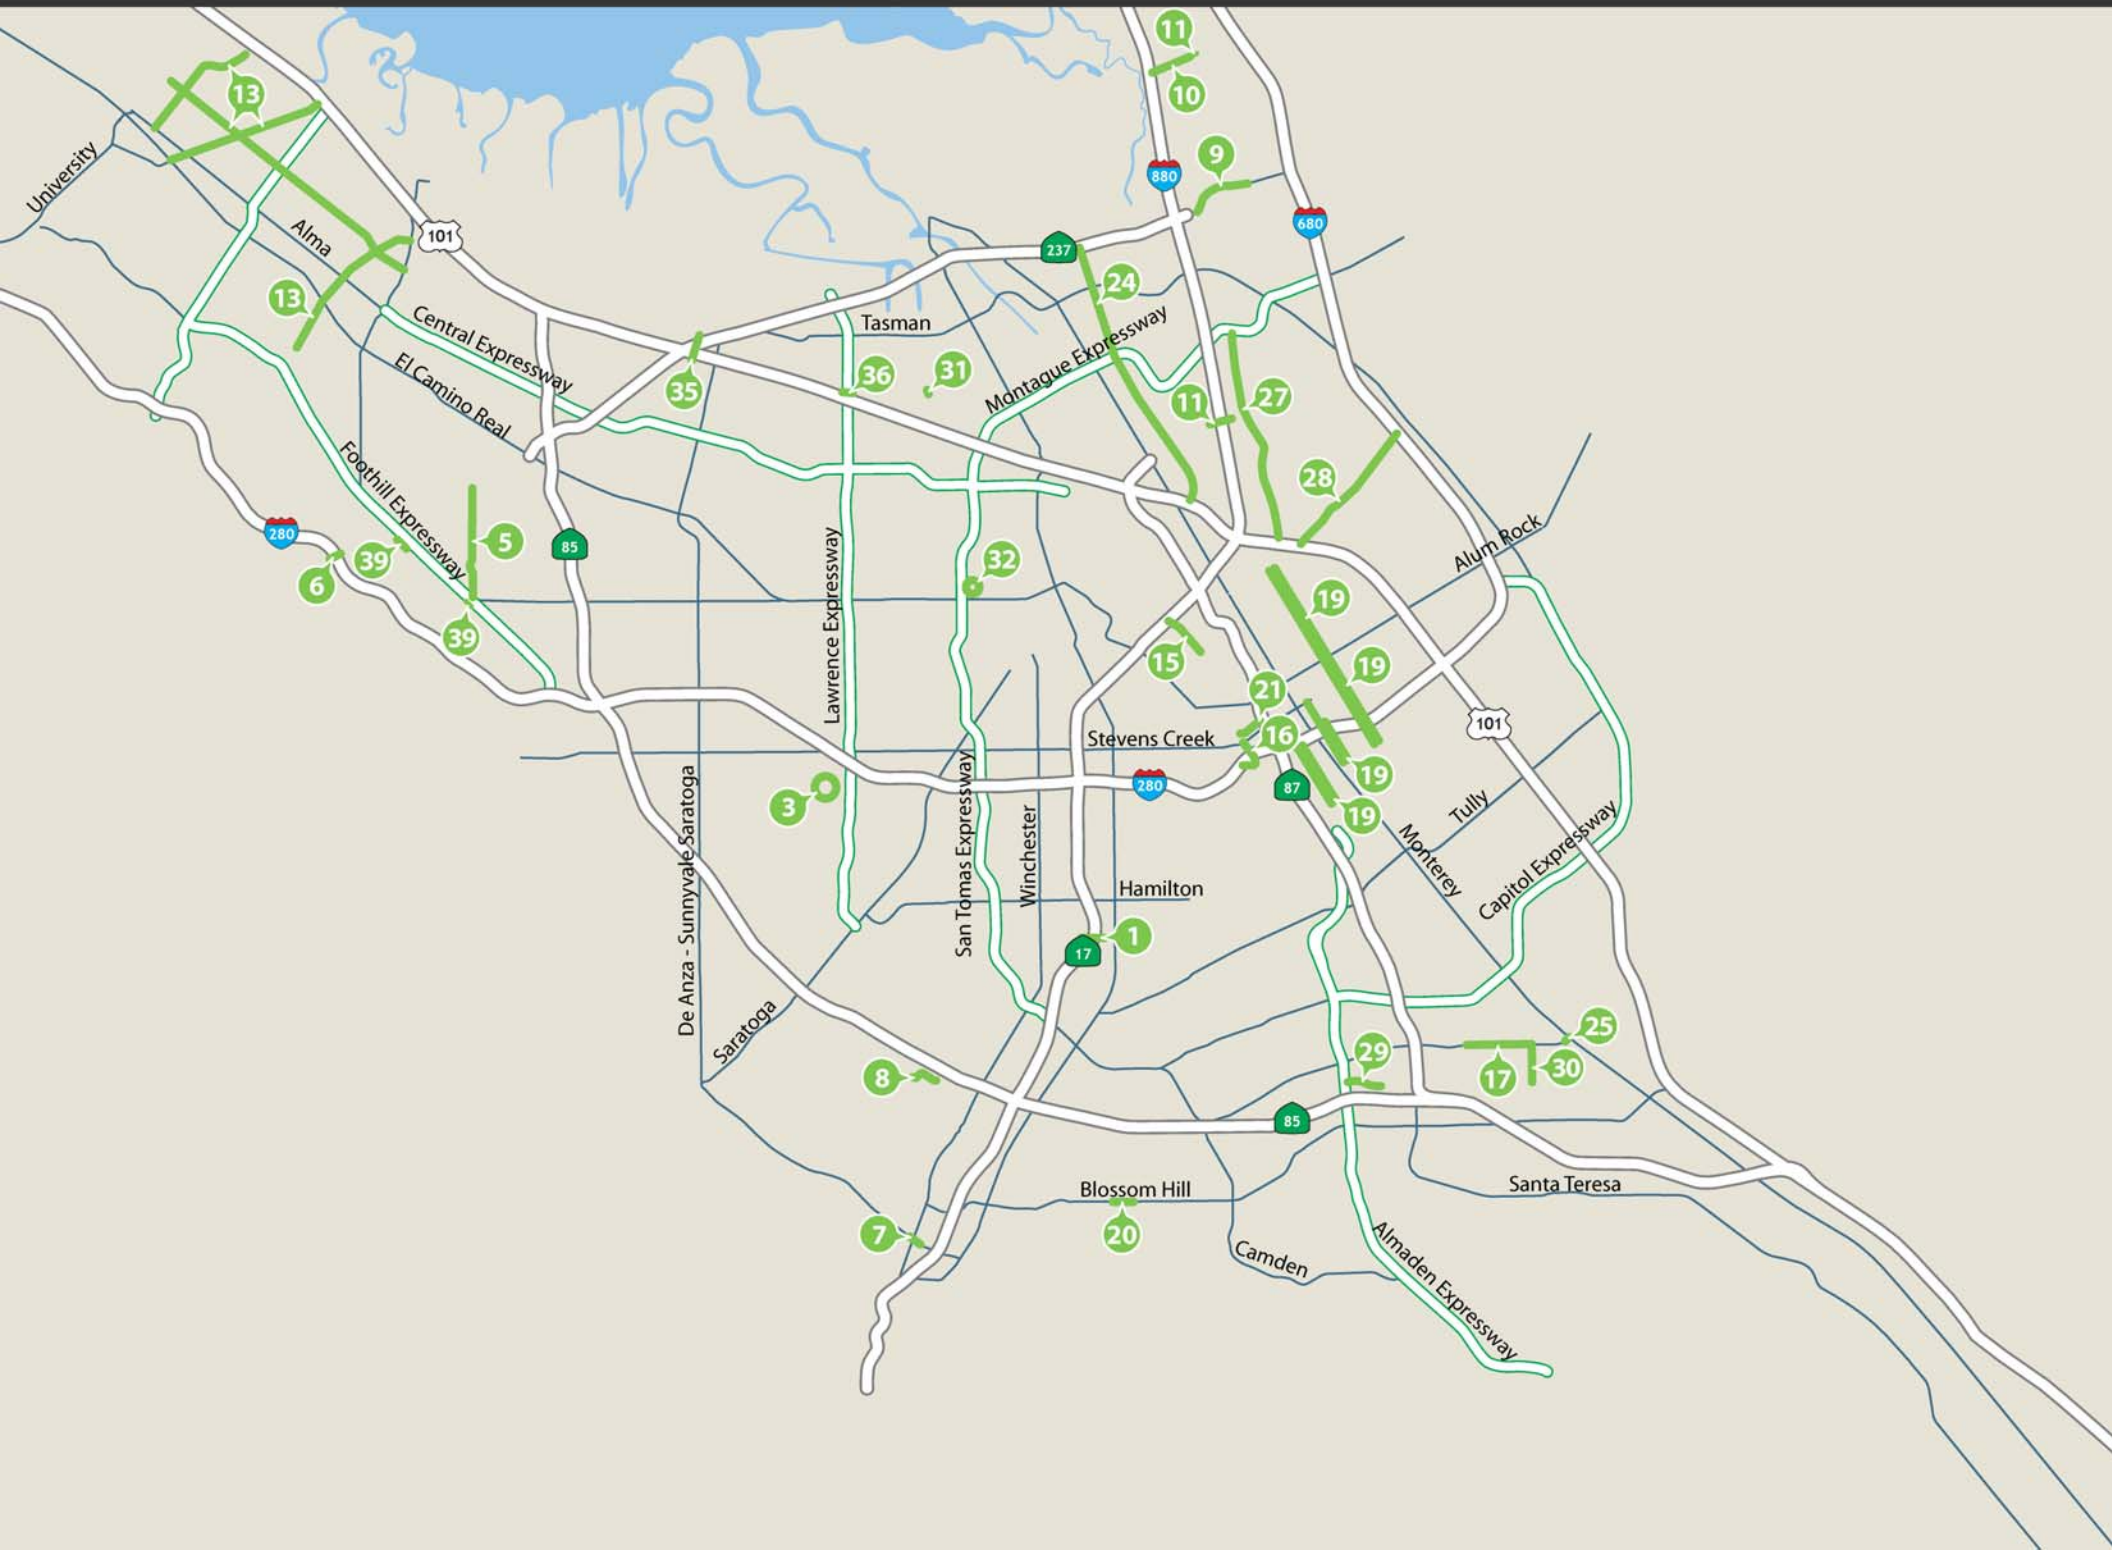 11
13
10
9
880
University
680
Alma
101
237
24
13
Central Expressway
Tasman
Montague Expressway
El Camino Real
35
36
31
11
27
Foothill Expressway
28
280
39
5
85
6
32
Alum Rock
Lawrence Expressway
39
19
15
19
21
16
101
Stevens Creek
19
280
87
3
19
Tully
De Anza - Sunnyvale Saratoga
San Tomas Expressway
Winchester
Monterey
Capitol Expressway
Hamilton
1
17
Saratoga
25
29
8
17
30
85
Blossom Hill
Santa Teresa
7
20
Camden
Almaden Expressway